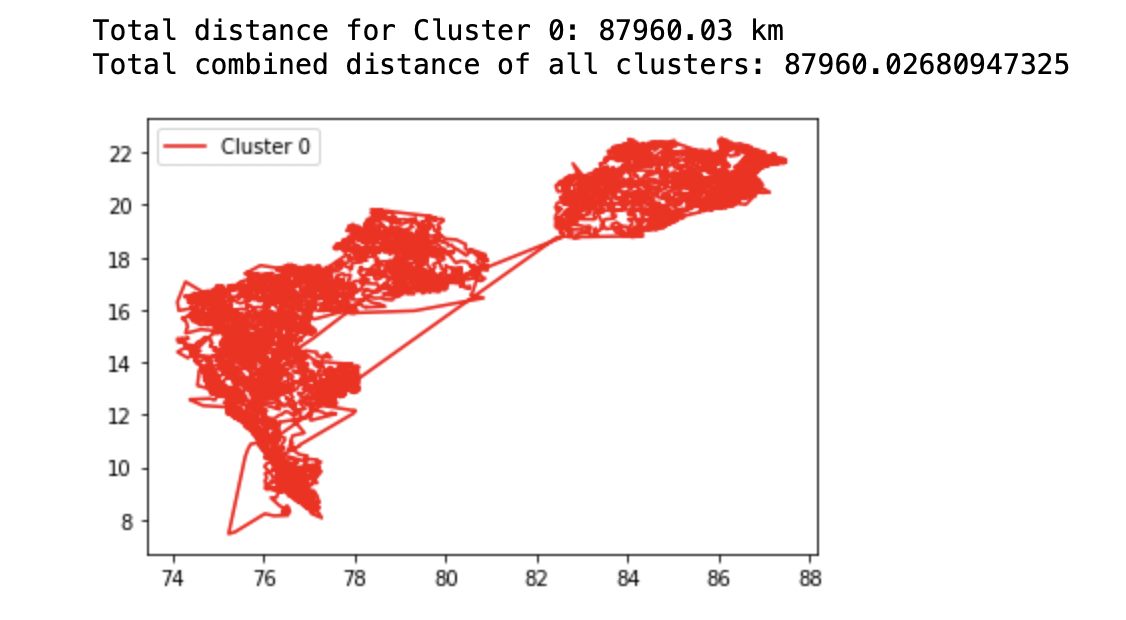 Total distance for Cluster 0: 87960.03 km
Total combined distance of all clusters: 87960.02680947325
Cluster 0
22
20
18
16
14
12
10
8
74 76 78 80 82 84 86 88